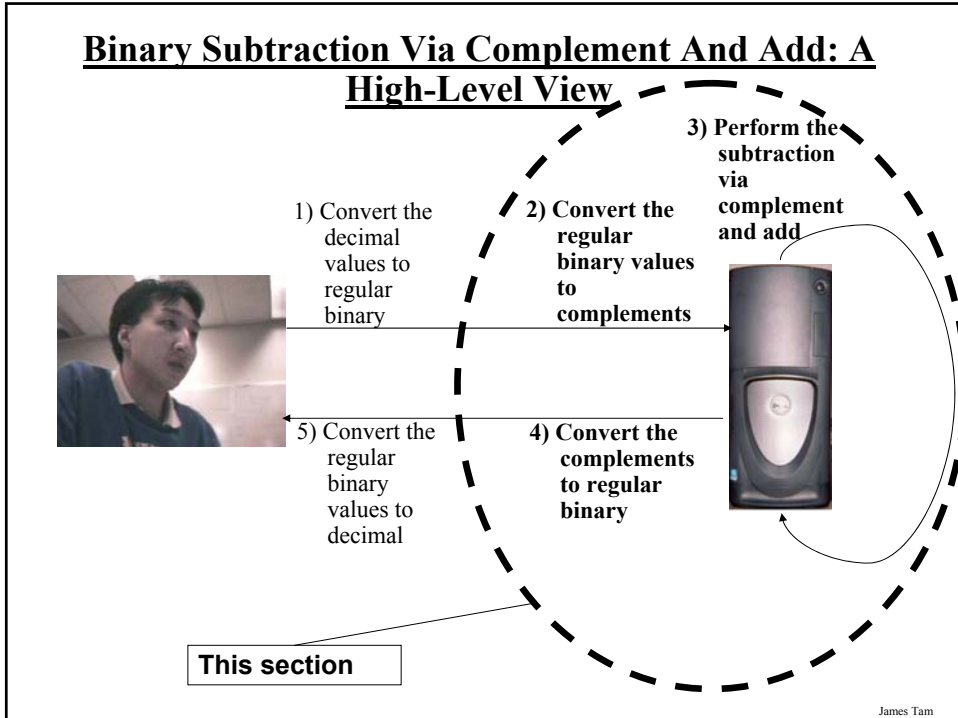 Binary Subtraction Via Complement And Add: A
High-Level View
1) Convert the
decimal
values to
regular
binary
2) Convert the
regular
binary values
to
complements
3) Perform the
subtraction
via
complement
and add
4) Convert the
complements
to regular
binary
5) Convert the
regular
binary
values to
decimal
This section
James Tam